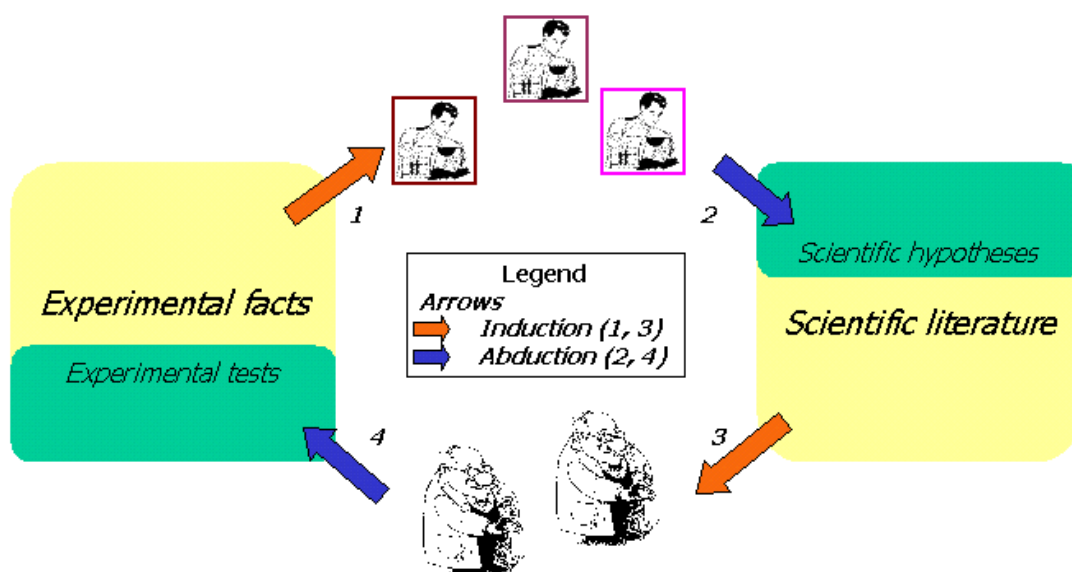 1
2
Scientific hypotheses
Experimental facts
Scientific literature
Experimental tests
Legend
Arrows
Induction (1, 3)
Abduction (2, 4)
4
3